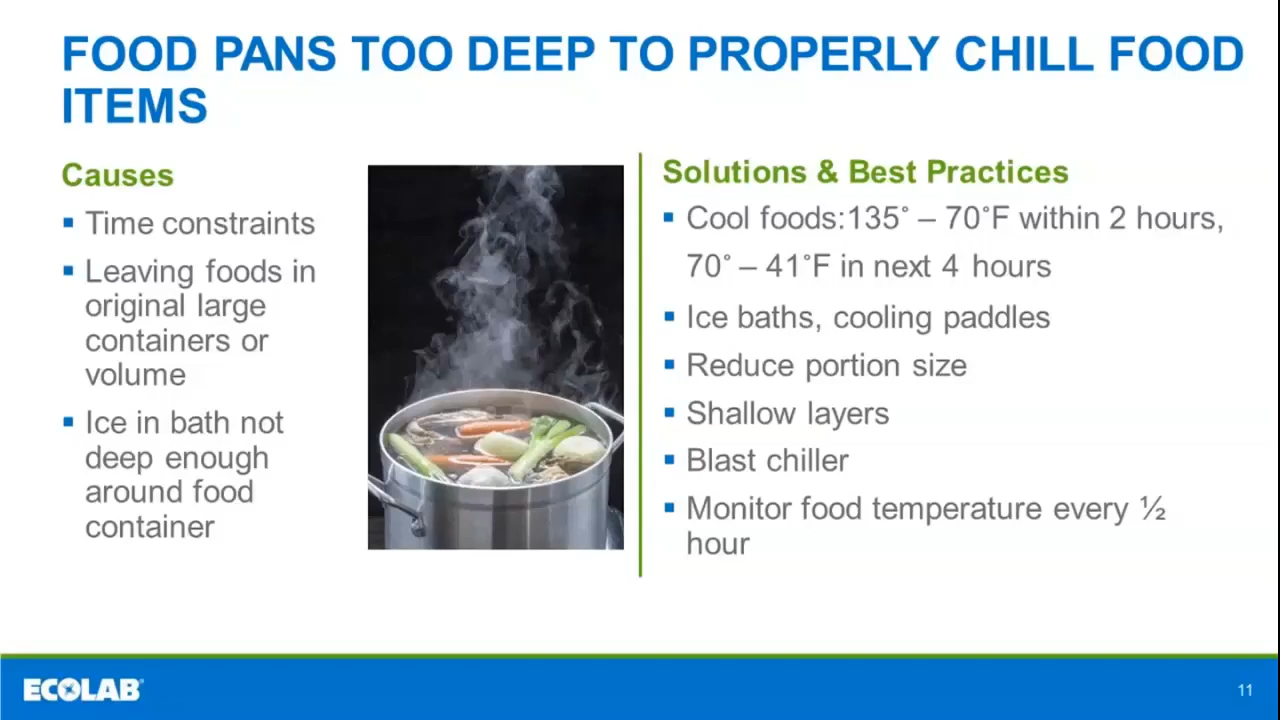 FOOD PANS TOO DEEP TO PROPERLY CHILL FOOD
ITEMS
Causes
▪ Time constraints
▪ Leaving foods in
original large
containers or
volume
▪ Ice in bath not
deep enough
around food
container
Solutions & Best Practices
▪ Cool foods:135˚ – 70˚F within 2 hours,
70˚ – 41˚F in next 4 hours
▪ Ice baths, cooling paddles
▪ Reduce portion size
▪ Shallow layers
▪ Blast chiller
▪ Monitor food temperature every ½
hour
ECOLAB®
11